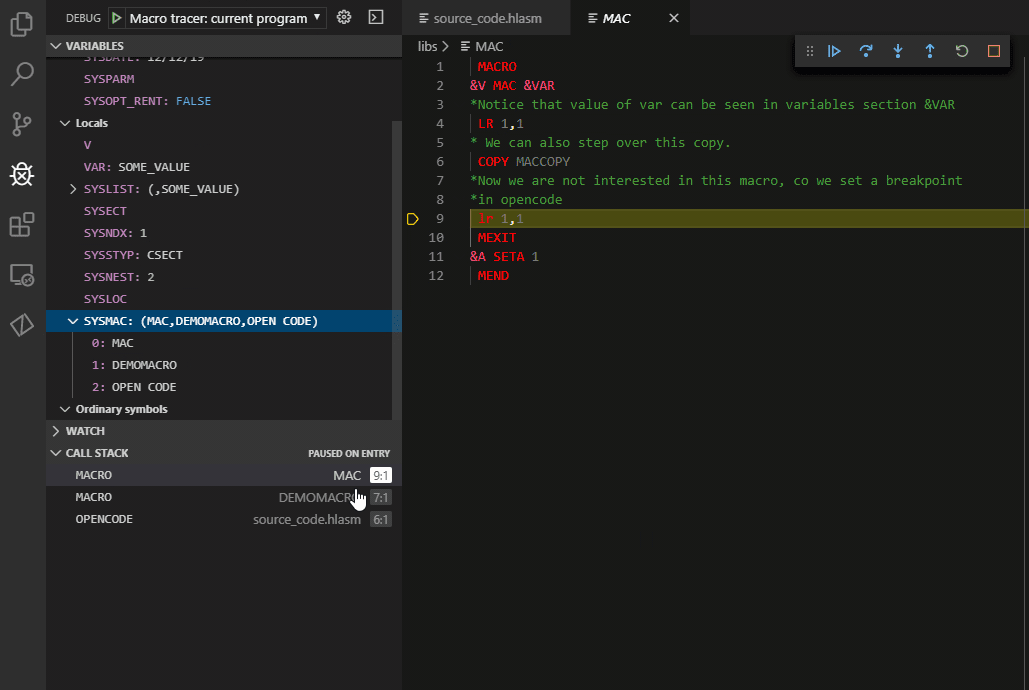 DEBUG Macro tracer: current program
VARIABLES
SYSDATE: 12/12/19
SYSPARM
SYSOPT_RENT: FALSE
Locals
V
VAR: SOME_VALUE
SYSLIST: (,SOME_VALUE)
SYSECT
SYSNDX: 1
SYSSTYP: CSECT
SYSNEST: 2
SYSLOC
SYSMAC: (MAC,DEMOMACRO,OPEN CODE)
0: MAC
1: DEMOMACRO
2: OPEN CODE
Ordinary symbols
WATCH
CALL STACK PAUSED ON ENTRY
MACRO MAC 9:1
MACRO DEMOMACRO 7:1
OPENCODE source_code.hlasm 6:1
source_code.hlasm MAC
libs > MAC
1 MACRO
2 &V MAC &VAR
3 *Notice that value of var can be seen in variables section &VAR
4 LR 1,1
5 * We can also step over this copy.
6 COPY MACCOPY
7 *Now we are not interested in this macro, co we set a breakpoint
8 *in opencode
9 lr 1,1
10 MEXIT
11 &A SETA 1
12 MEND